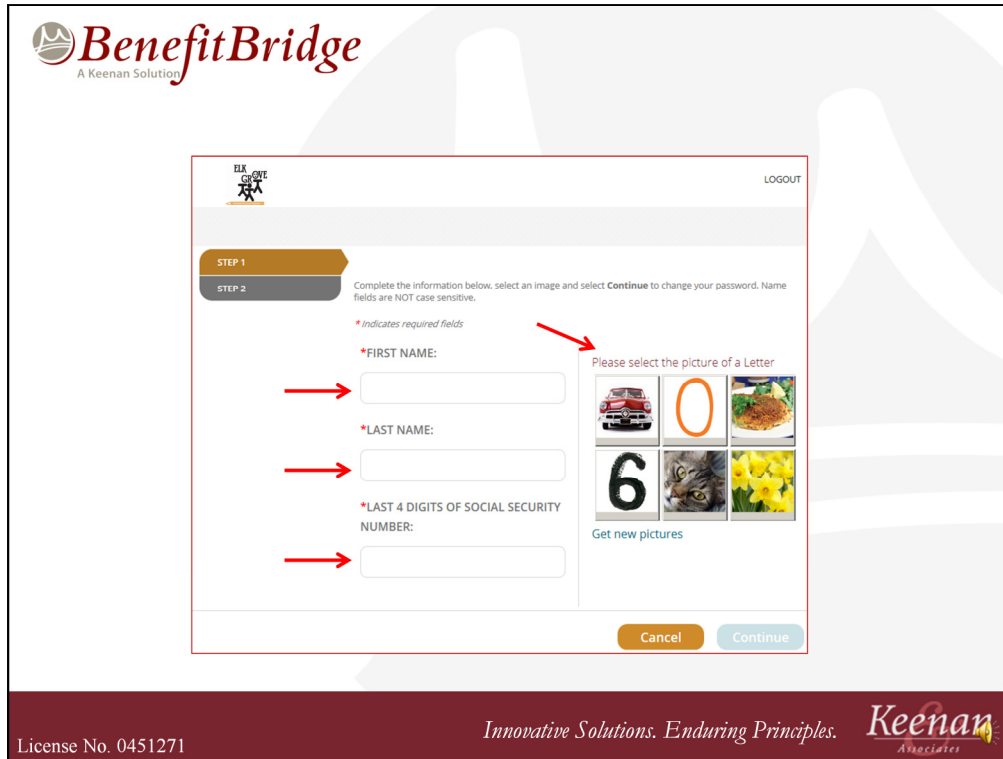 BenefitBridge
A Keenan Solution
ELK
GROVE
LOGOUT
STEP 1
STEP 2
Complete the information below. select an image and select Continue to change your password. Name
fields are NOT case sensitive.
* Indicates required fields
*FIRST NAME:
*LAST NAME:
*LAST 4 DIGITS OF SOCIAL SECURITY
NUMBER:
Please select the picture of a Letter
O
6
Get new pictures
Cancel
Continue
License No. 0451271
Innovative Solutions. Enduring Principles.
Keenan
& Associates